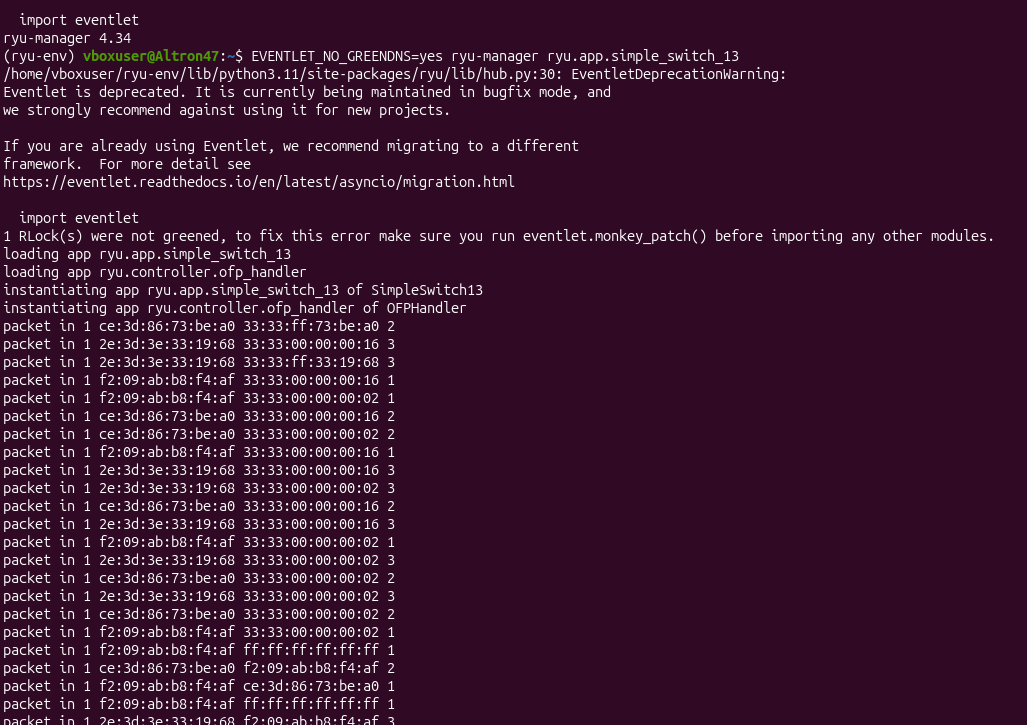 import eventlet
ryu-manager 4.34
(ryu-env) vboxuser@Altron47:~$ EVENTLET_NO_GREENDNS=yes ryu-manager ryu.app.simple_switch_13
/home/vboxuser/ryu-env/lib/python3.11/site-packages/ryu/lib/hub.py:30: EventletDeprecationWarning:
Eventlet is deprecated. It is currently being maintained in bugfix mode, and
we strongly recommend against using it for new projects.
If you are already using Eventlet, we recommend migrating to a different
framework.  For more detail see
https://eventlet.readthedocs.io/en/latest/asyncio/migration.html
import eventlet
1 RLock(s) were not greened, to fix this error make sure you run eventlet.monkey_patch() before importing any other modules.
loading app ryu.app.simple_switch_13
loading app ryu.controller.ofp_handler
instantiating app ryu.app.simple_switch_13 of SimpleSwitch13
instantiating app ryu.controller.ofp_handler of OFPHandler
packet in 1 ce:3d:86:73:be:a0 33:33:ff:73:be:a0 2
packet in 1 2e:3d:3e:33:19:68 33:33:00:00:00:16 3
packet in 1 2e:3d:3e:33:19:68 33:33:ff:33:19:68 3
packet in 1 f2:09:ab:b8:f4:af 33:33:00:00:00:16 1
packet in 1 f2:09:ab:b8:f4:af 33:33:00:00:00:02 1
packet in 1 ce:3d:86:73:be:a0 33:33:00:00:00:16 2
packet in 1 ce:3d:86:73:be:a0 33:33:00:00:00:02 2
packet in 1 f2:09:ab:b8:f4:af 33:33:00:00:00:16 1
packet in 1 2e:3d:3e:33:19:68 33:33:00:00:00:16 3
packet in 1 2e:3d:3e:33:19:68 33:33:00:00:00:02 3
packet in 1 ce:3d:86:73:be:a0 33:33:00:00:00:16 2
packet in 1 2e:3d:3e:33:19:68 33:33:00:00:00:16 3
packet in 1 f2:09:ab:b8:f4:af 33:33:00:00:00:02 1
packet in 1 2e:3d:3e:33:19:68 33:33:00:00:00:02 3
packet in 1 ce:3d:86:73:be:a0 33:33:00:00:00:02 2
packet in 1 2e:3d:3e:33:19:68 33:33:00:00:00:02 3
packet in 1 ce:3d:86:73:be:a0 33:33:00:00:00:02 2
packet in 1 f2:09:ab:b8:f4:af 33:33:00:00:00:02 1
packet in 1 f2:09:ab:b8:f4:af ff:ff:ff:ff:ff:ff 1
packet in 1 ce:3d:86:73:be:a0 f2:09:ab:b8:f4:af 2
packet in 1 f2:09:ab:b8:f4:af ce:3d:86:73:be:a0 1
packet in 1 f2:09:ab:b8:f4:af ff:ff:ff:ff:ff:ff 1
packet in 1 2e:3d:3e:33:19:68 f2:09:ab:b8:f4:af 3